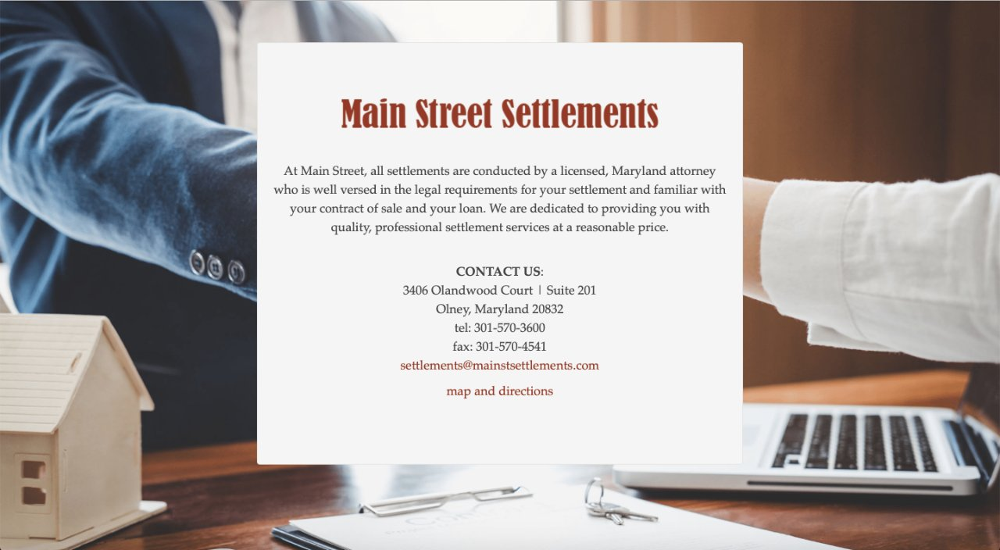 Main Street Settlements
At Main Street, all settlements are conducted by a licensed, Maryland attorney
who is well versed in the legal requirements for your settlement and familiar with
your contract of sale and your loan. We are dedicated to providing you with
quality, professional settlement services at a reasonable price.
CONTACT US:
3406 Olandwood Court | Suite 201
Olney, Maryland 20832
tel: 301-570-3600
fax: 301-570-4541
settlements@mainstsettlements.com
map and directions